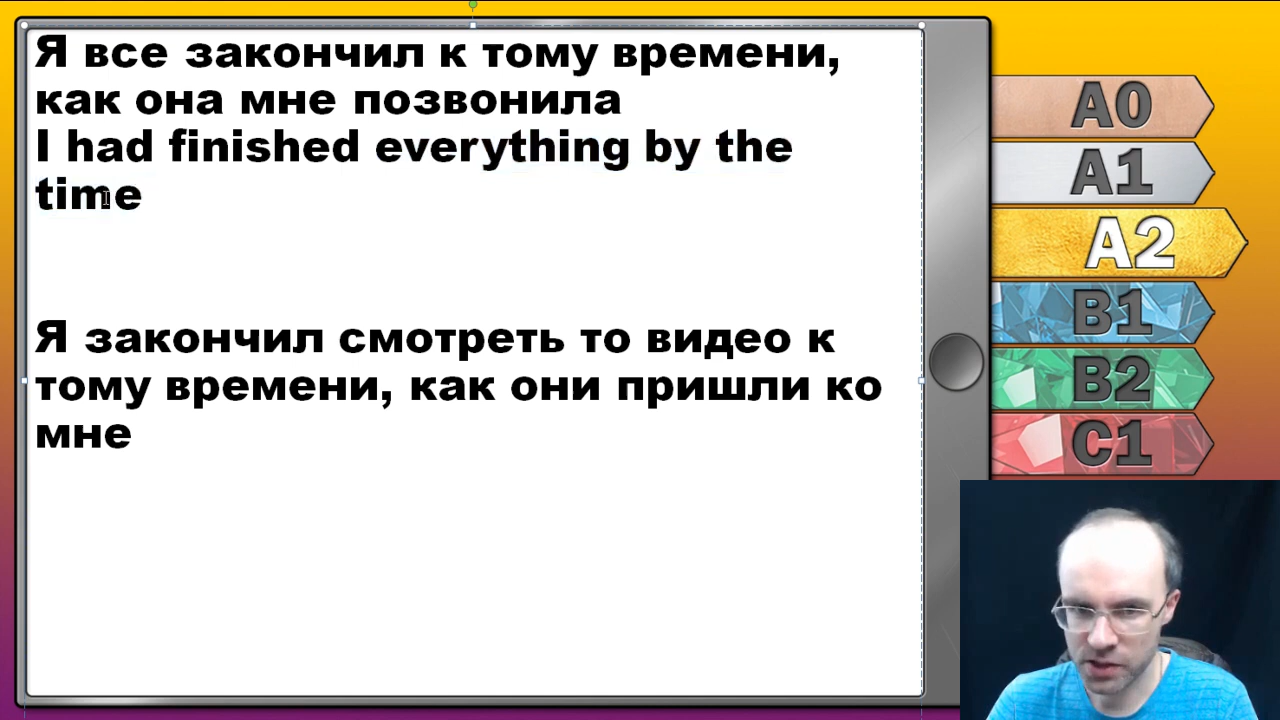 Я все закончил к тому времени,
как она мне позвонила
I had finished everything by the
time
Я закончил смотреть то видео к
тому времени, как они пришли ко
мне
A0
A1
A2
B1
B2
C1